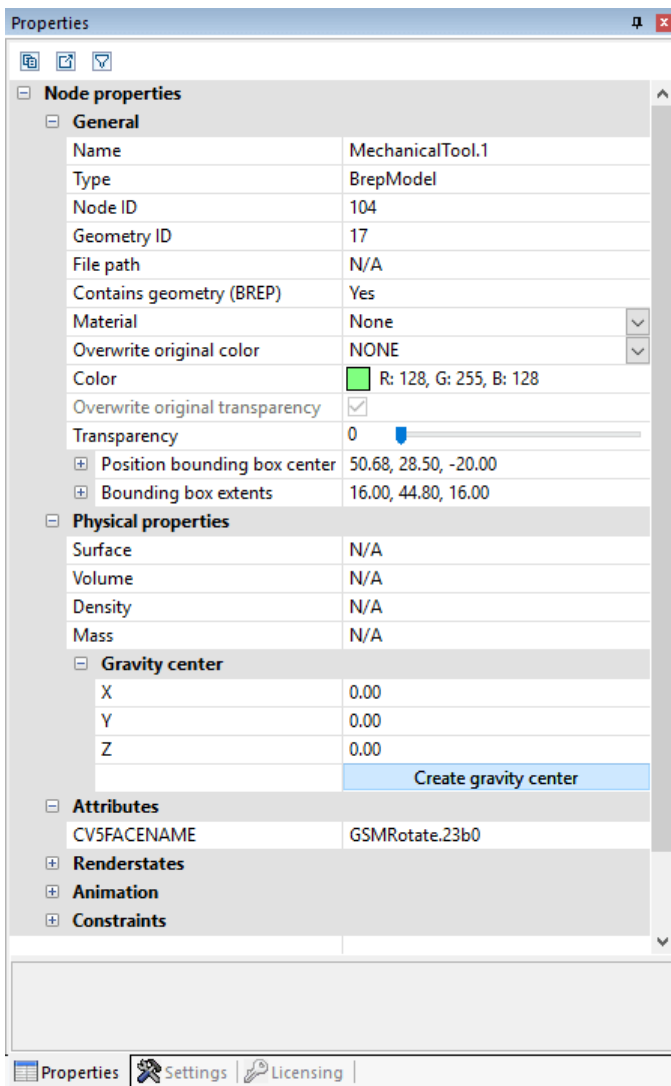 Properties
Node properties
General
Name MechanicalTool.1
Type BrepModel
Node ID 104
Geometry ID 17
File path N/A
Contains geometry (BREP) Yes
Material None
Overwrite original color NONE
Color R: 128, G: 255, B: 128
Overwrite original transparency
Transparency 0
Position bounding box center 50.68, 28.50, -20.00
Bounding box extents 16.00, 44.80, 16.00
Physical properties
Surface N/A
Volume N/A
Density N/A
Mass N/A
Gravity center
X 0.00
Y 0.00
Z 0.00
Create gravity center
Attributes
CV5FACENAME GSMRotate.23b0
Renderstates
Animation
Constraints
Properties Settings Licensing